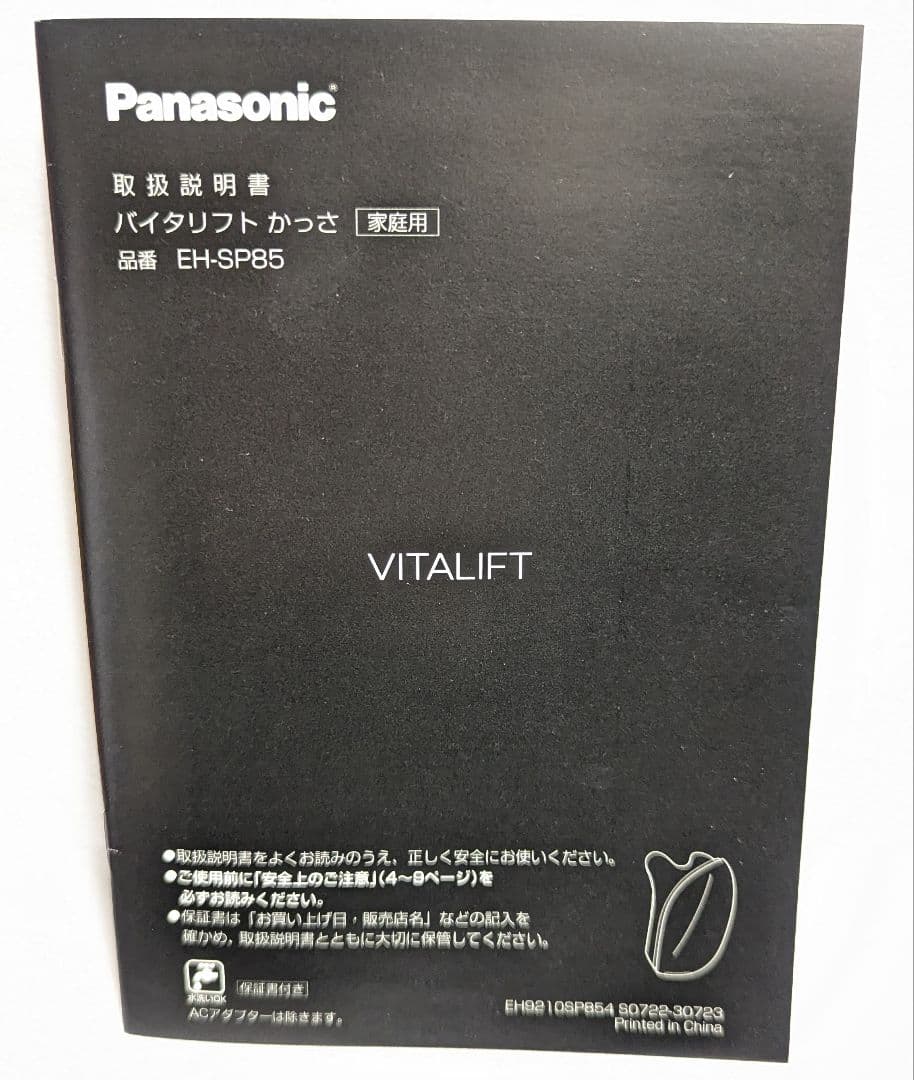 Panasonic®
取扱説明書
バイタリフト かっさ 家庭用
品番 EH-SP85
VITALIFT
●取扱説明書をよくお読みのうえ、正しく安全にお使いください。
●ご使用前に「安全上のご注意」(4〜9ページ)を
必ずお読みください。
●保証書は「お買い上げ日・販売店名」などの記入を
確かめ、取扱説明書とともに大切に保管してください。
水洗いOK 保証書付き
ACアダプターは除きます。
EH9210SP854 S0722-30723
Printed in China